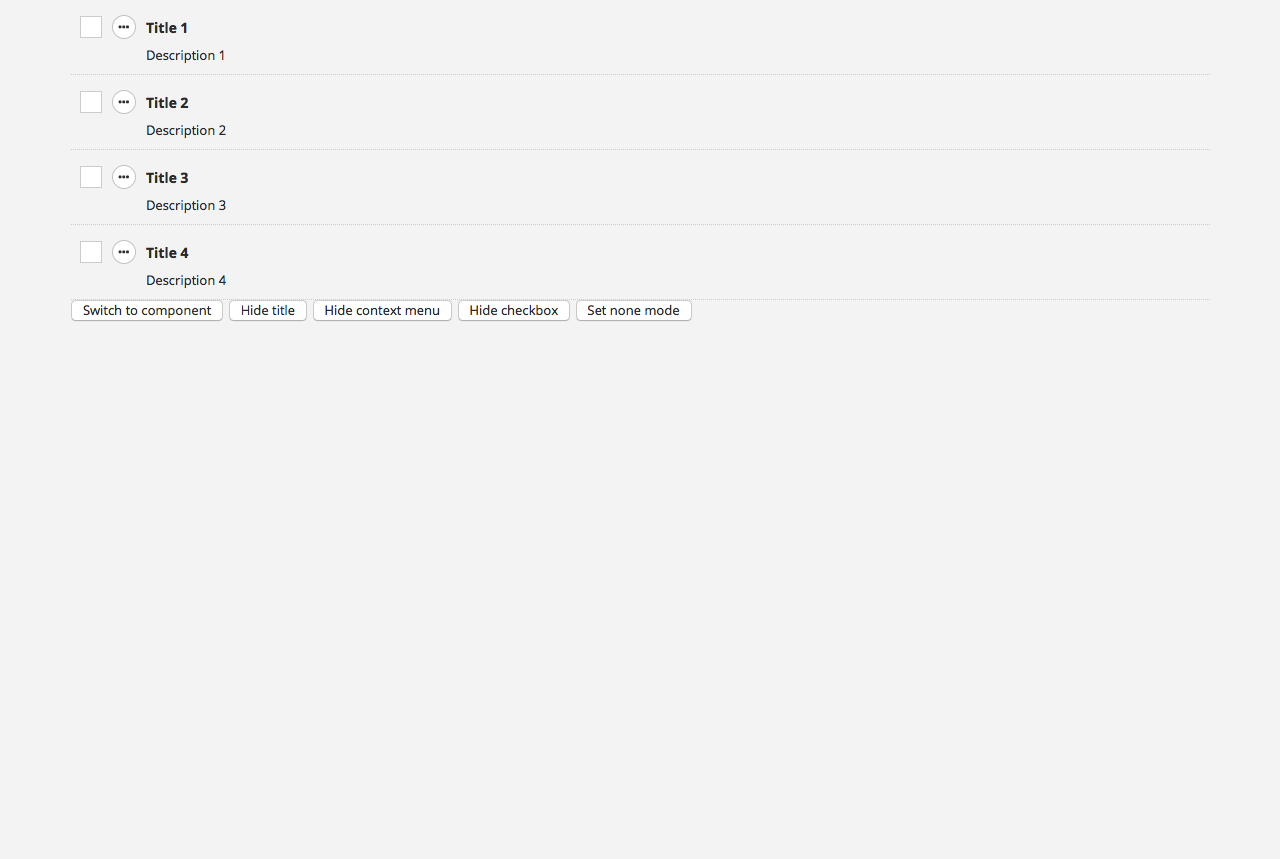 Title 1
Description 1
Title 2
Description 2
Title 3
Description 3
Title 4
Description 4
Switch to component Hide title Hide context menu Hide checkbox Set none mode